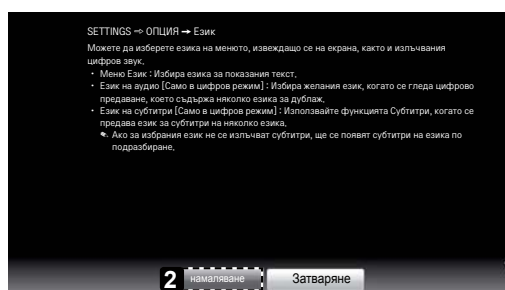 SETTINGS ⇨ ОПЦИЯ ➞ Език
Можете да изберете езика на менюто, извеждащо се на екрана, както и излъчвания
цифров звук.
• Меню Език : Избира езика за показания текст.
• Език на аудио [Само в цифров режим] : Избира желания език, когато се гледа цифрово
предаване, което съдържа няколко езика за дублаж.
• Език на субтитри [Само в цифров режим] : Използвайте функцията Субтитри, когато се
предава език за субтитри на няколко езика.
✎ Ако за избрания език не се излъчват субтитри, ще се появят субтитри на езика по
подразбиране.
2 намаляване Затваряне